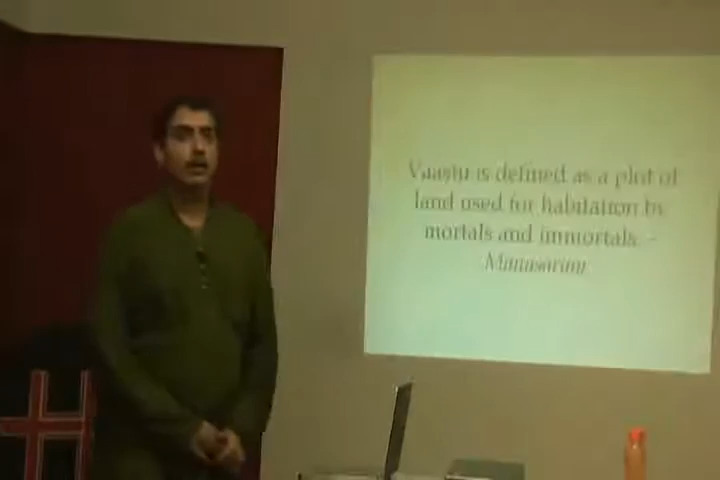 Vaastu is defined as a plot of
land used for habitation by
mortals and immortals. -
Manasaram